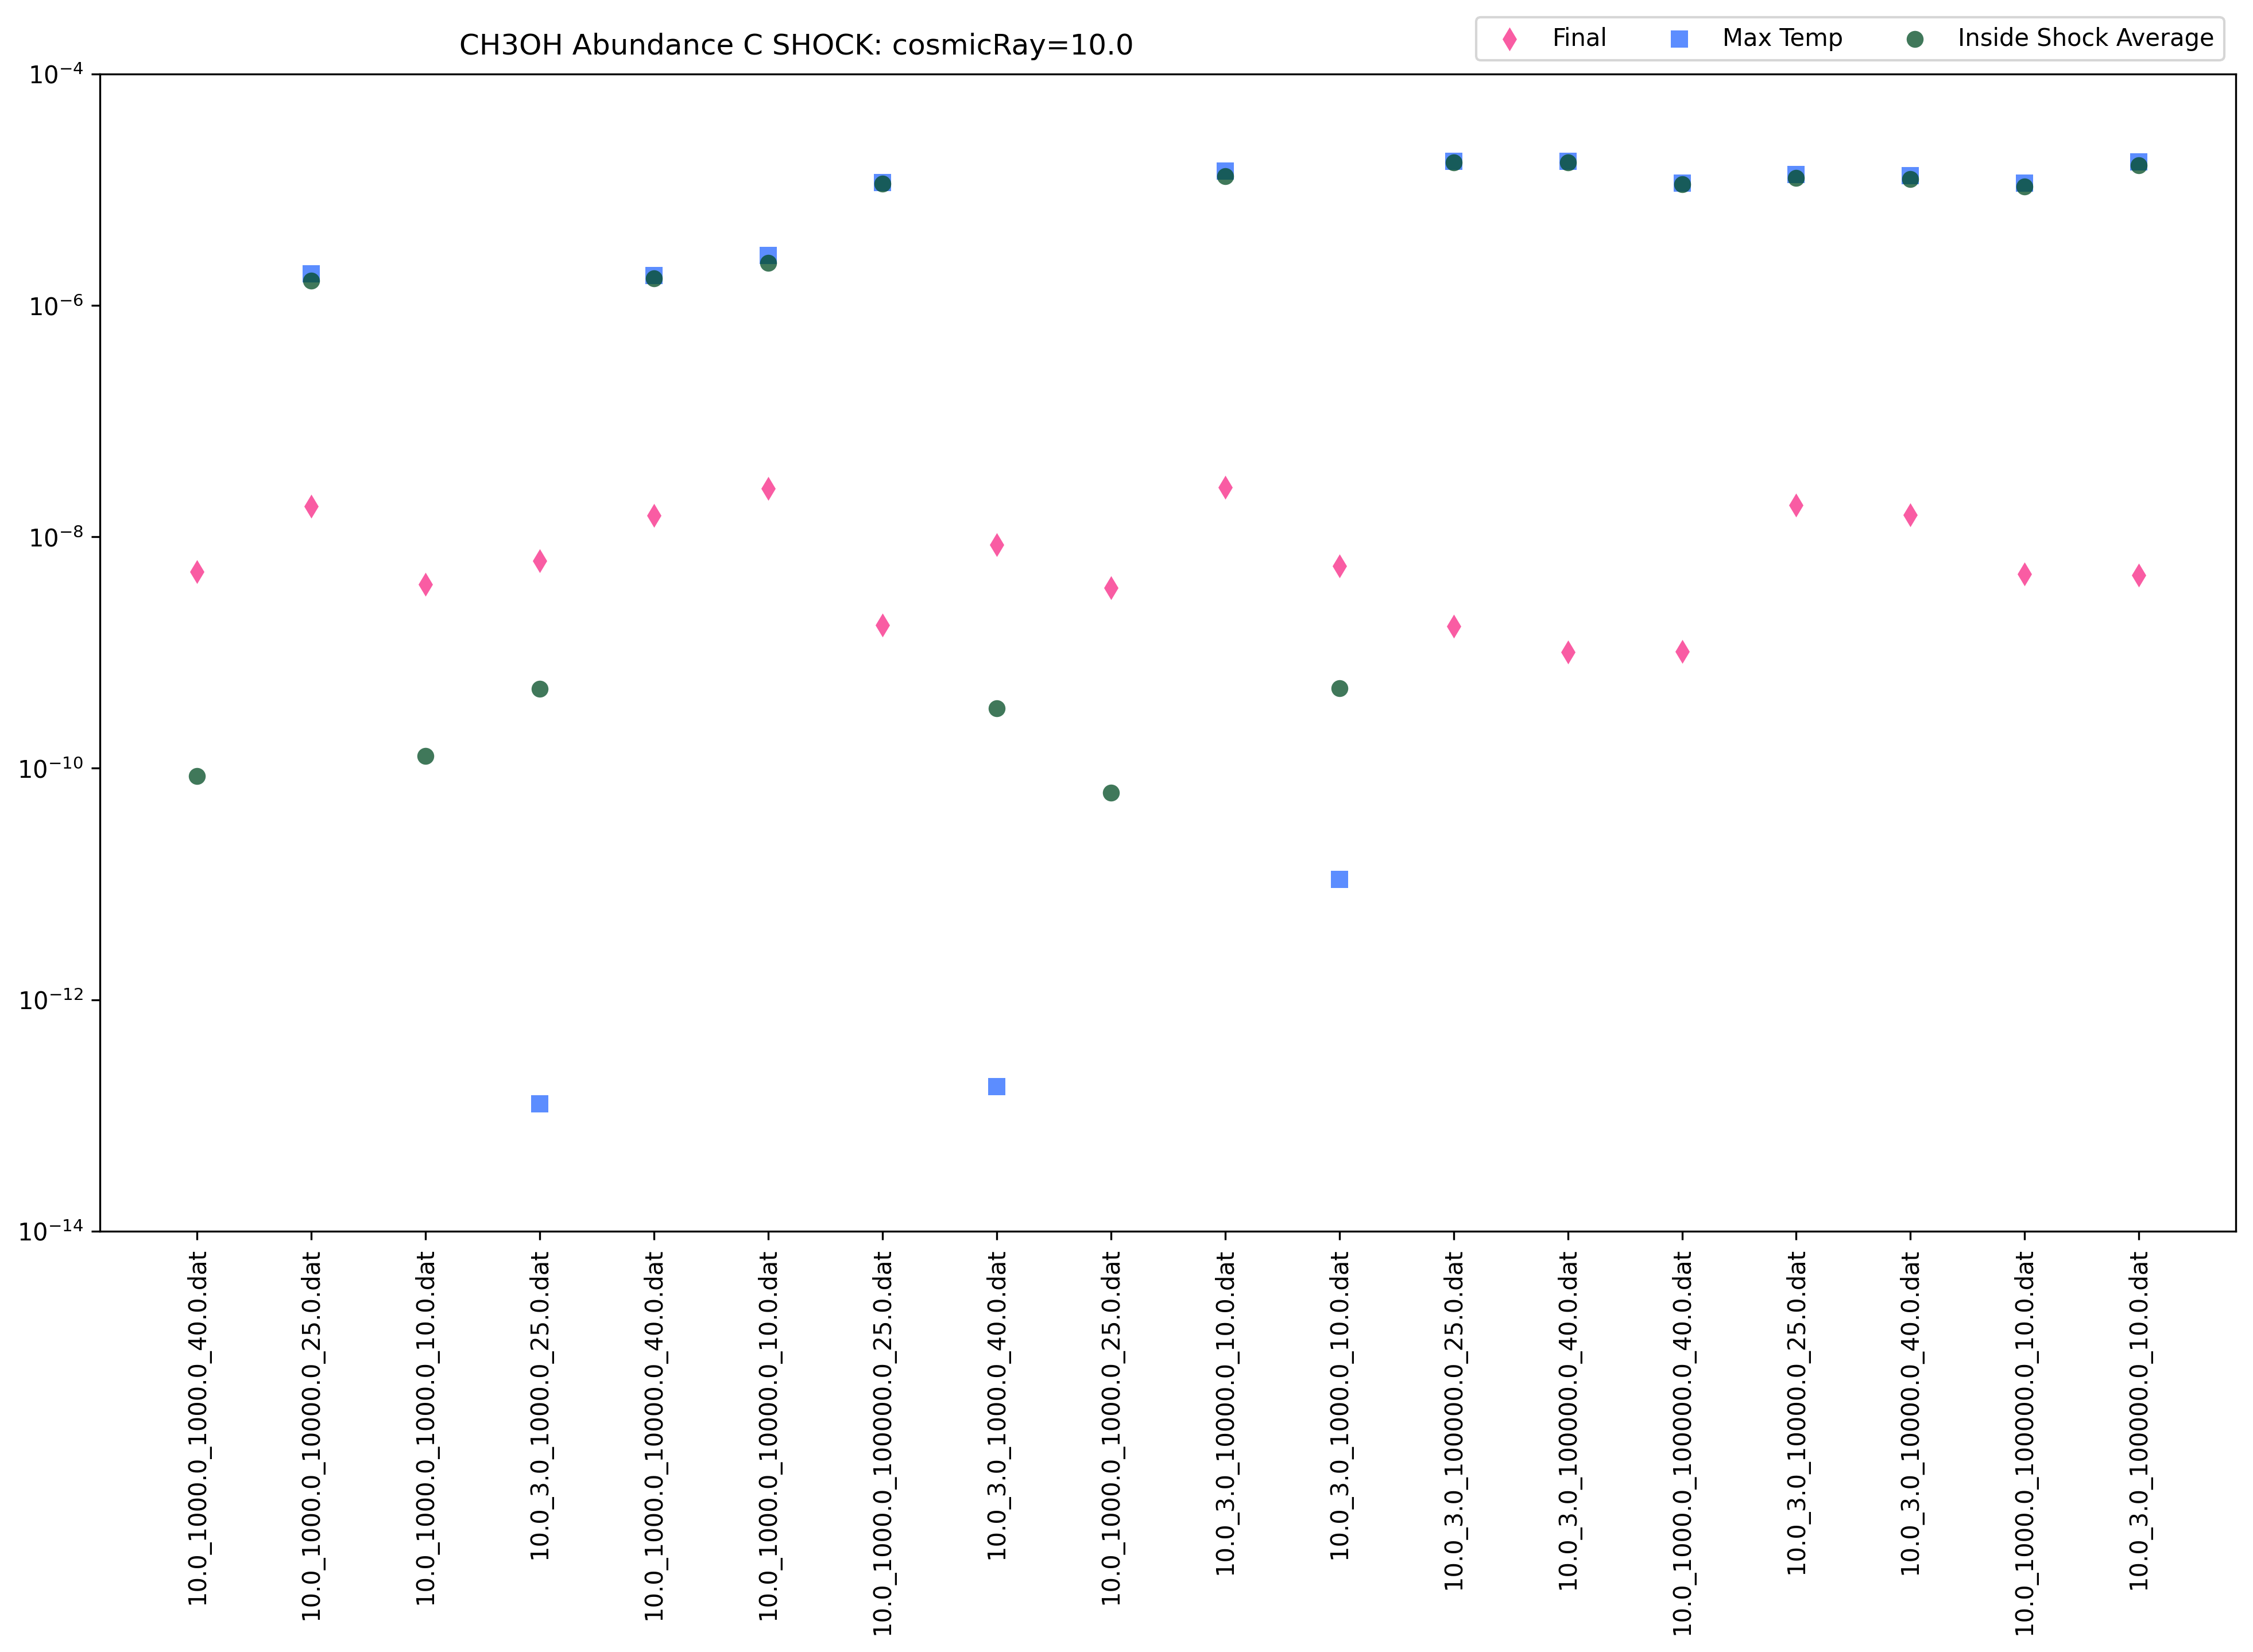 CH3OH Abundance C SHOCK: cosmicRay=10.0
Final
Max Temp
Inside Shock Average
10⁻⁴
10⁻⁶
10⁻⁸
10⁻¹⁰
10⁻¹²
10⁻¹⁴
10.0_1000.0_1000.0_40.0.dat
10.0_1000.0_10000.0_25.0.dat
10.0_1000.0_1000.0_10.0.dat
10.0_3.0_1000.0_25.0.dat
10.0_1000.0_10000.0_40.0.dat
10.0_1000.0_10000.0_10.0.dat
10.0_1000.0_100000.0_25.0.dat
10.0_3.0_1000.0_40.0.dat
10.0_1000.0_1000.0_25.0.dat
10.0_3.0_10000.0_10.0.dat
10.0_3.0_1000.0_10.0.dat
10.0_3.0_100000.0_25.0.dat
10.0_3.0_100000.0_40.0.dat
10.0_1000.0_100000.0_40.0.dat
10.0_3.0_10000.0_25.0.dat
10.0_3.0_10000.0_40.0.dat
10.0_1000.0_100000.0_10.0.dat
10.0_3.0_100000.0_10.0.dat